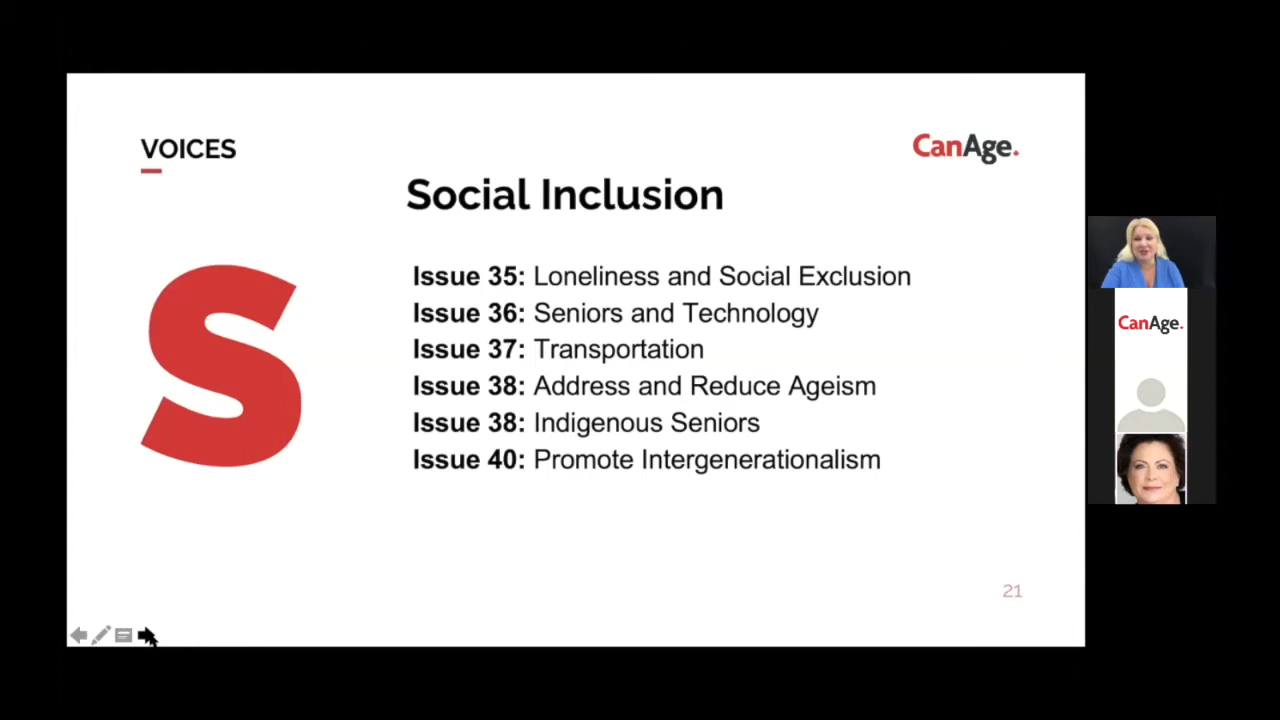 VOICES
CanAge.
Social Inclusion
S
Issue 35: Loneliness and Social Exclusion
Issue 36: Seniors and Technology
Issue 37: Transportation
Issue 38: Address and Reduce Ageism
Issue 38: Indigenous Seniors
Issue 40: Promote Intergenerationalism
21
CanAge.